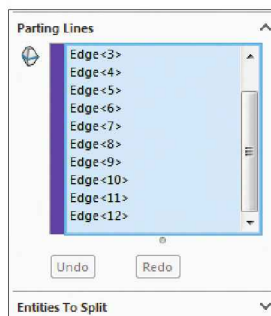 Parting Lines
Edge<3>
Edge<4>
Edge<5>
Edge<6>
Edge<7>
Edge<8>
Edge<9>
Edge<10>
Edge<11>
Edge<12>
Undo Redo
Entities To Split